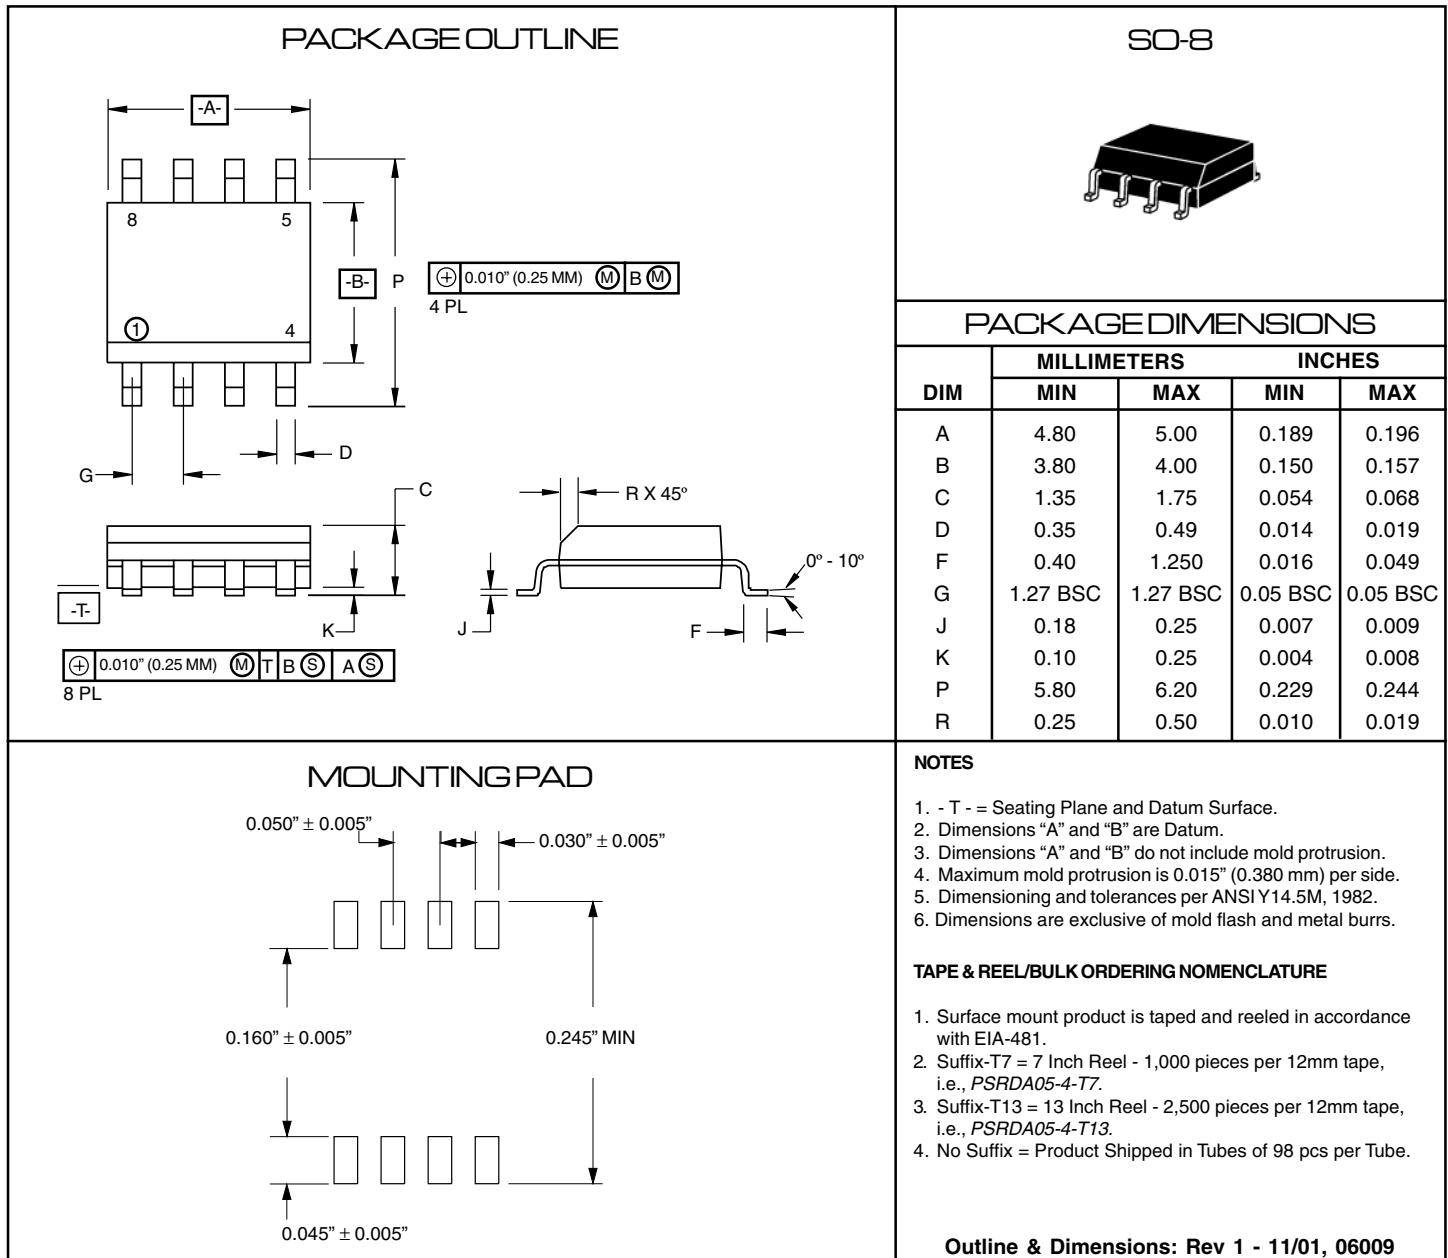 PACKAGE OUTLINE
-A-
8 5
-B- P
⌖ 0.010” (0.25 MM) Ⓜ B Ⓜ
4 PL
① 4
D
G
C
-T-
K
⌖ 0.010” (0.25 MM) Ⓜ T B Ⓢ A Ⓢ
8 PL
R X 45º
0º - 10º
J
F
SO-8
PACKAGE DIMENSIONS
MILLIMETERS INCHES
DIM MIN MAX MIN MAX
A 4.80 5.00 0.189 0.196
B 3.80 4.00 0.150 0.157
C 1.35 1.75 0.054 0.068
D 0.35 0.49 0.014 0.019
F 0.40 1.250 0.016 0.049
G 1.27 BSC 1.27 BSC 0.05 BSC 0.05 BSC
J 0.18 0.25 0.007 0.009
K 0.10 0.25 0.004 0.008
P 5.80 6.20 0.229 0.244
R 0.25 0.50 0.010 0.019
MOUNTING PAD
0.050” ± 0.005”
0.030” ± 0.005”
0.160” ± 0.005”
0.245” MIN
0.045” ± 0.005”
NOTES
1. - T - = Seating Plane and Datum Surface.
2. Dimensions “A” and “B” are Datum.
3. Dimensions “A” and “B” do not include mold protrusion.
4. Maximum mold protrusion is 0.015” (0.380 mm) per side.
5. Dimensioning and tolerances per ANSI Y14.5M, 1982.
6. Dimensions are exclusive of mold flash and metal burrs.
TAPE & REEL/BULK ORDERING NOMENCLATURE
1. Surface mount product is taped and reeled in accordance
with EIA-481.
2. Suffix-T7 = 7 Inch Reel - 1,000 pieces per 12mm tape,
i.e., PSRDA05-4-T7.
3. Suffix-T13 = 13 Inch Reel - 2,500 pieces per 12mm tape,
i.e., PSRDA05-4-T13.
4. No Suffix = Product Shipped in Tubes of 98 pcs per Tube.
Outline & Dimensions: Rev 1 - 11/01, 06009